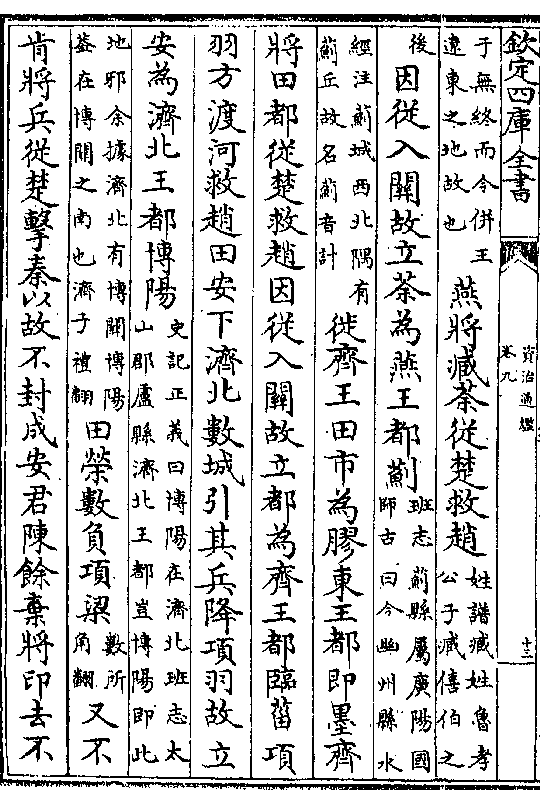 欽定四庫全書
資治通鑑
卷九
十二
于無終而今併王遼東之地故也燕將臧荼從楚救趙姓譜臧姓魯孝公子臧僖伯之
後因從入關故立荼為燕王都薊班志薊縣屬廣陽國師古曰今幽州縣水
經注薊城西北隅有薊丘故名薊音計徙齊王田市為膠東王都即墨齊
將田都從楚救趙因從入關故立都為齊王都臨菑項
羽方渡河救趙田安下濟北數城引其兵降項羽故立
安為濟北王都博陽史記正義曰博陽在濟北班志太山郡盧縣濟北王都豈博陽即此
地邪余據濟北有博關博陽葢在博關之南也濟子禮翻田榮數負項梁數所角翻又不
肯將兵從楚擊秦以故不封成安君陳餘棄將印去不